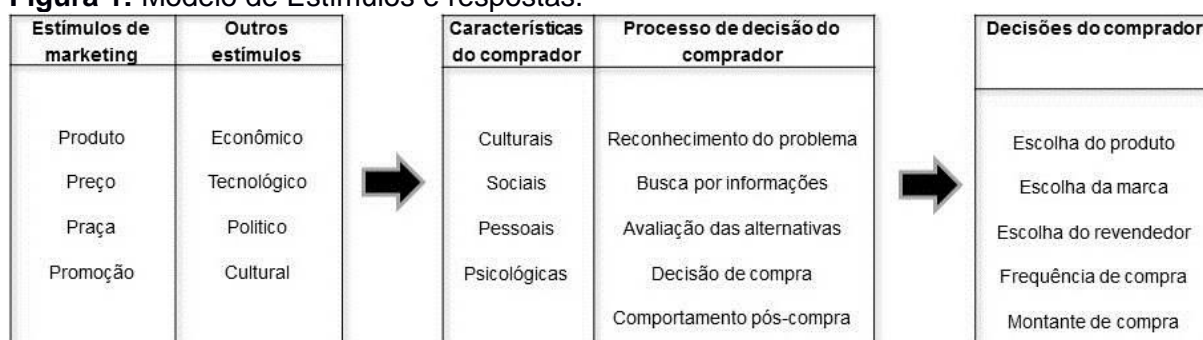 Figura 1: Modelo de Estímulos e respostas.
Estímulos de
marketing
Produto
Preço
Praça
Promoção
Outros
estímulos
Econômico
Tecnológico
Politico
Cultural
Características
do comprador
Culturais
Sociais
Pessoais
Psicológicas
Processo de decisão do
comprador
Reconhecimento do problema
Busca por informações
Avaliação das alternativas
Decisão de compra
Comportamento pós-compra
Decisões do comprador
Escolha do produto
Escolha da marca
Escolha do revendedor
Frequência de compra
Montante de compra